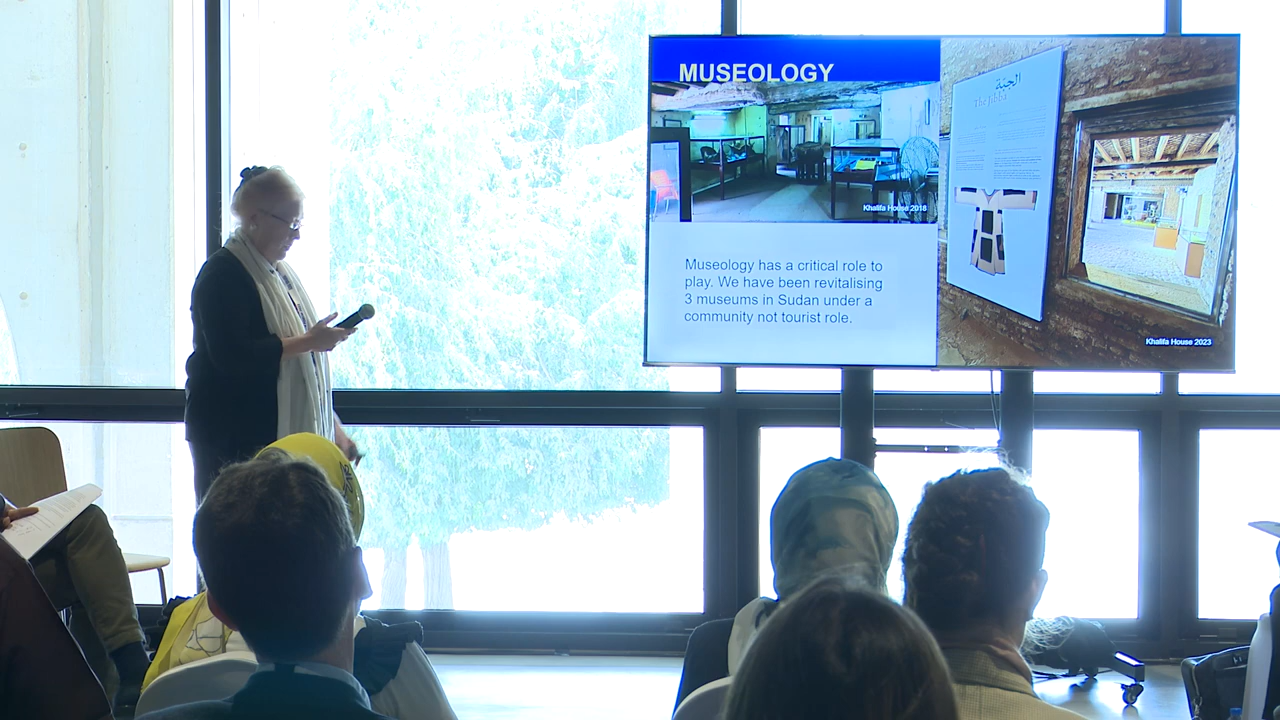 MUSEOLOGY
Khalifa House 2018
Museology has a critical role to
play. We have been revitalising
3 museums in Sudan under a
community not tourist role.
الجبّة
The Jibba
Khalifa House 2023